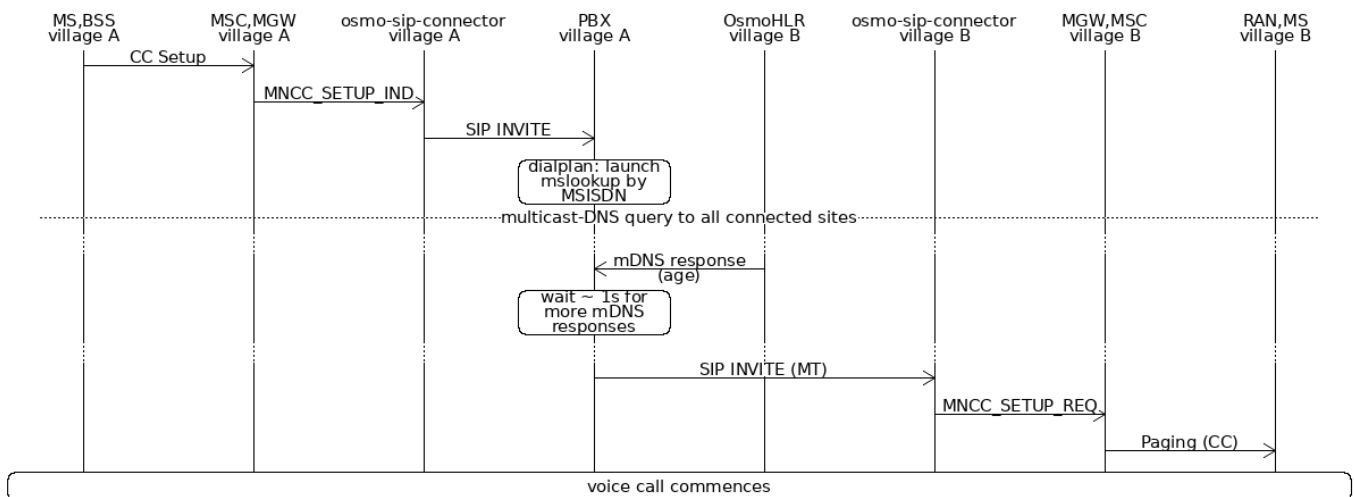 MS,BSS
village A
MSC,MGW
village A
osmo-sip-connector
village A
PBX
village A
OsmoHLR
village B
osmo-sip-connector
village B
MGW,MSC
village B
RAN,MS
village B
CC Setup
MNCC_SETUP_IND
SIP INVITE
dialplan: launch
mslookup by
MSISDN
multicast-DNS query to all connected sites
mDNS response
(age)
wait ~ 1s for
more mDNS
responses
SIP INVITE (MT)
MNCC_SETUP_REQ
Paging (CC)
voice call commences